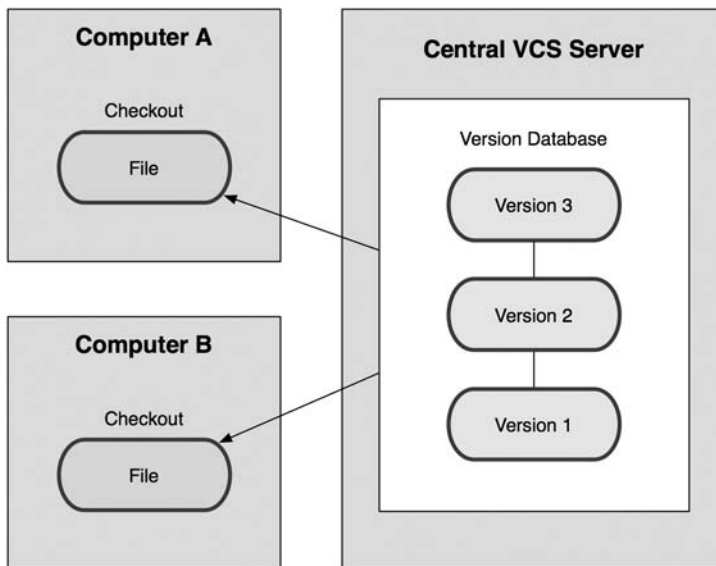 Computer A
Checkout
File
Computer B
Checkout
File
Central VCS Server
Version Database
Version 3
Version 2
Version 1